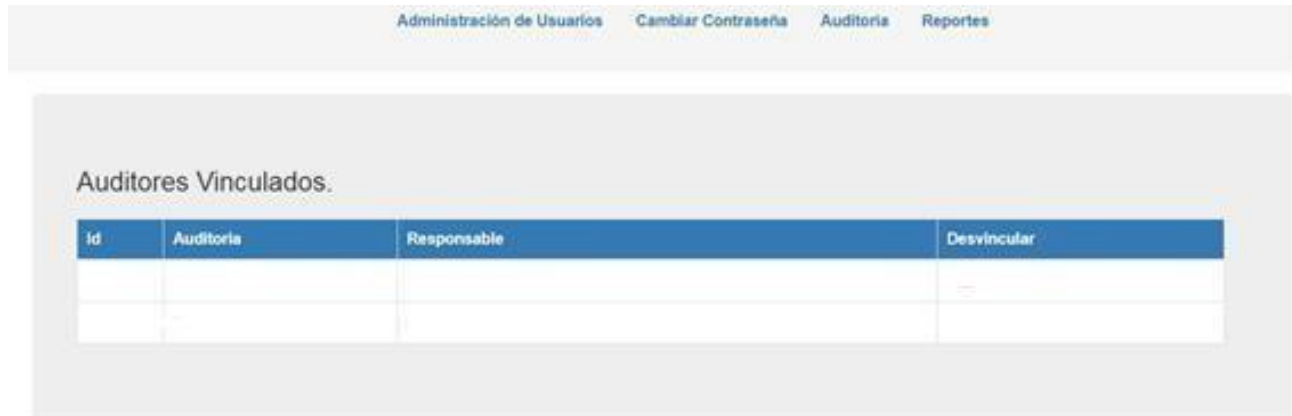 Administración de Usuarios Cambiar Contraseña Auditoria Reportes
Auditores Vinculados.
Id Auditoria Responsable Desvincular